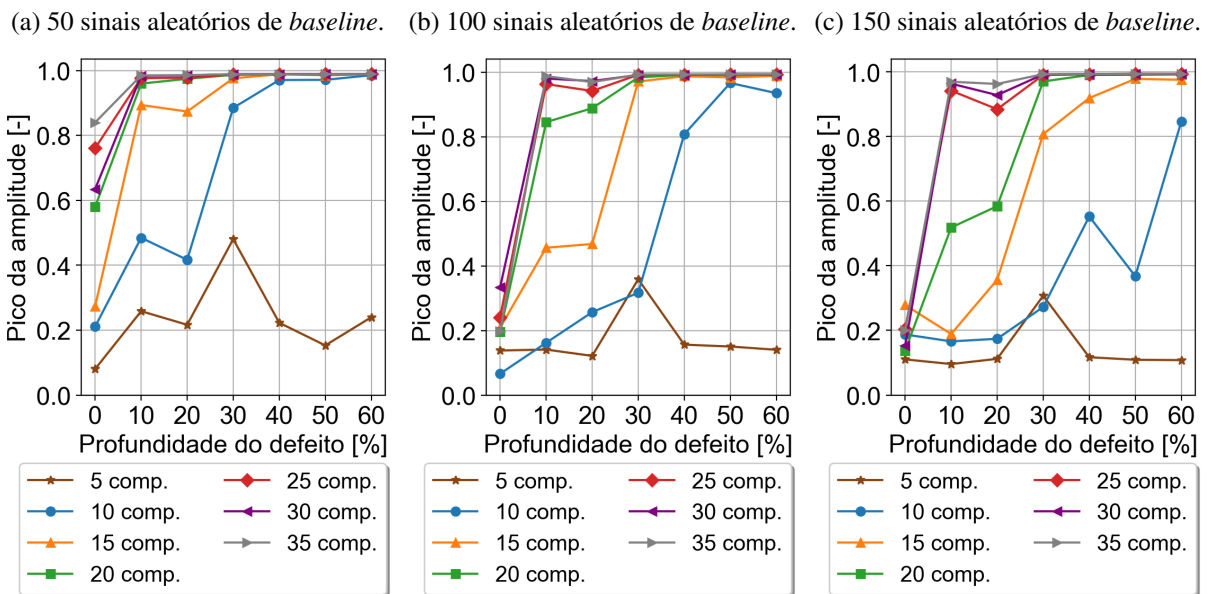 (a) 50 sinais aleatórios de baseline.
(b) 100 sinais aleatórios de baseline.
(c) 150 sinais aleatórios de baseline.
Pico da amplitude [-]
1.0
0.8
0.6
0.4
0.2
0.0
0 10 20 30 40 50 60
Profundidade do defeito [%]
5 comp.
10 comp.
15 comp.
20 comp.
25 comp.
30 comp.
35 comp.
Pico da amplitude [-]
1.0
0.8
0.6
0.4
0.2
0.0
0 10 20 30 40 50 60
Profundidade do defeito [%]
5 comp.
10 comp.
15 comp.
20 comp.
25 comp.
30 comp.
35 comp.
Pico da amplitude [-]
1.0
0.8
0.6
0.4
0.2
0.0
0 10 20 30 40 50 60
Profundidade do defeito [%]
5 comp.
10 comp.
15 comp.
20 comp.
25 comp.
30 comp.
35 comp.